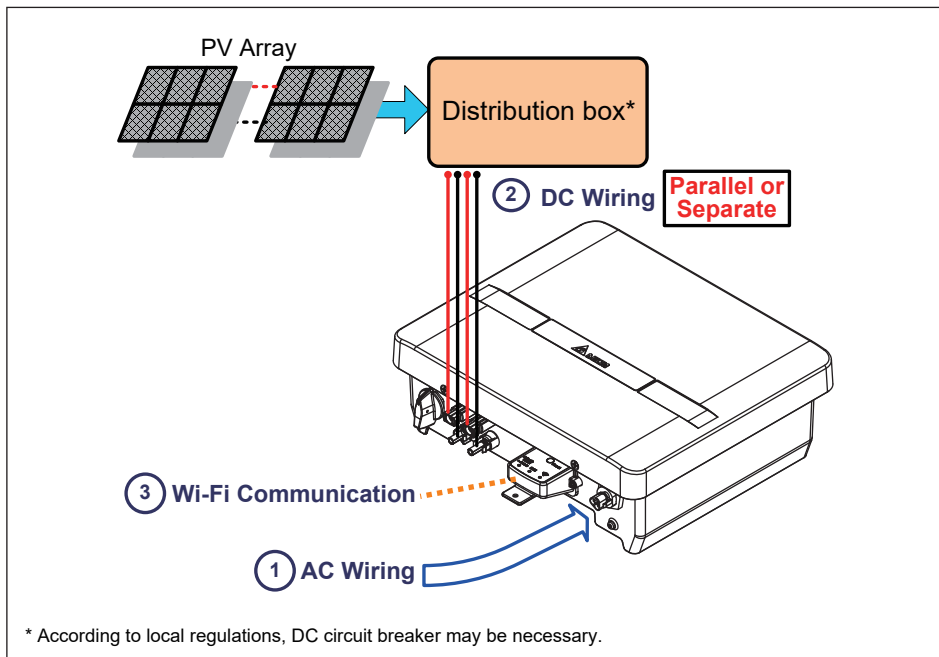 PV Array
Distribution box*
2 DC Wiring
Parallel or
Separate
3 Wi-Fi Communication
1 AC Wiring
* According to local regulations, DC circuit breaker may be necessary.